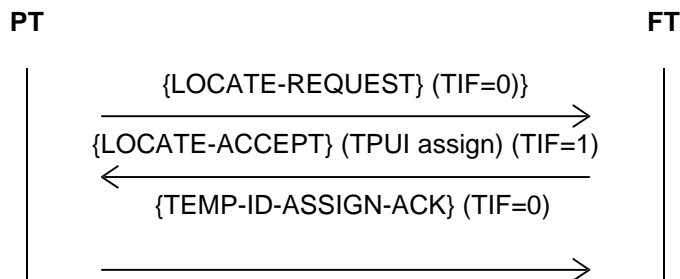 PT FT
{LOCATE-REQUEST} (TIF=0)}
{LOCATE-ACCEPT} (TPUI assign) (TIF=1)
{TEMP-ID-ASSIGN-ACK} (TIF=0)